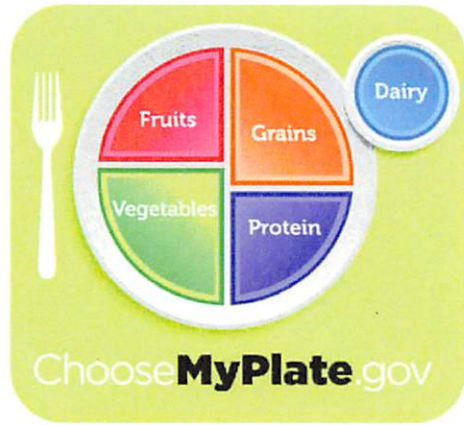 Fruits
Grains
Dairy
Vegetables
Protein
ChooseMyPlate.gov